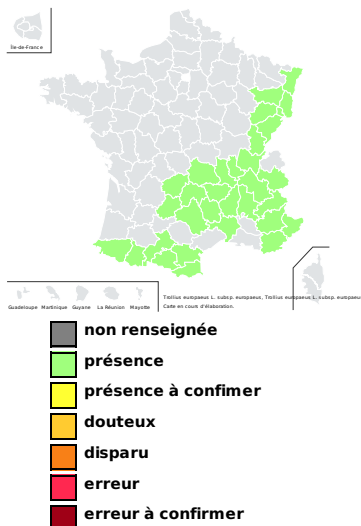 Île-de-France
Guadeloupe Martinique Guyane La Réunion Mayotte
Trollius europaeus L. subsp. europaeus, Trollius europaeus L. subsp. europaeus
Carte en cours d'élaboration.
non renseignée
présence
présence à confimer
douteux
disparu
erreur
erreur à confirmer